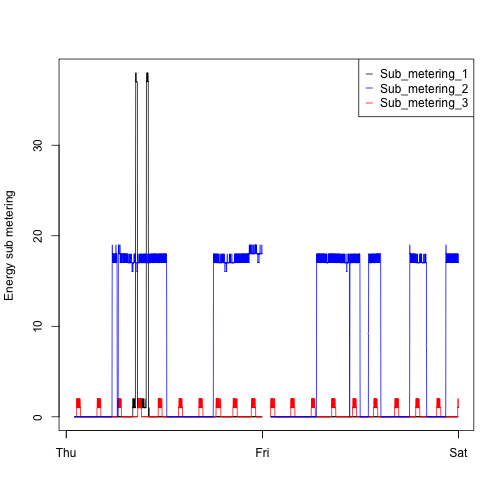 Sub_metering_1
Sub_metering_2
Sub_metering_3
Energy sub metering
30
20
10
0
Thu
Fri
Sat